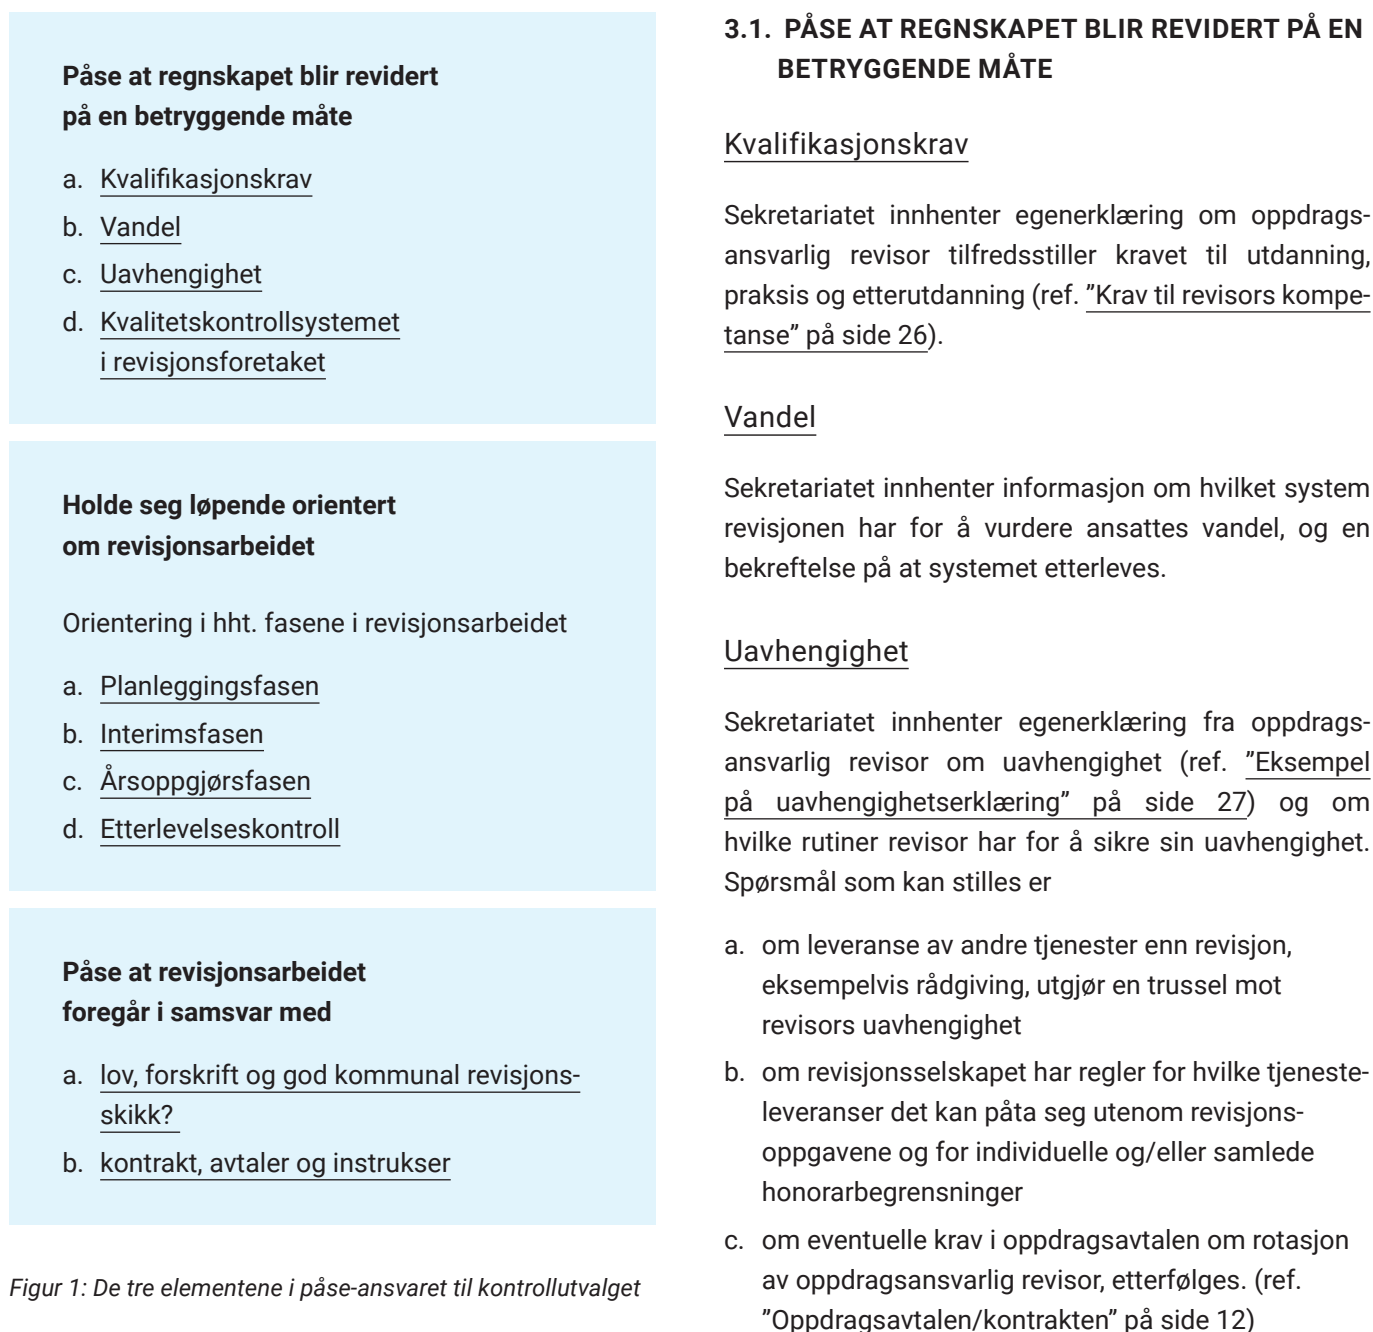 Påse at regnskapet blir revidert
på en betryggende måte
a. Kvalifikasjonskrav
b. Vandel
c. Uavhengighet
d. Kvalitetskontrollsystemet
i revisjonsforetaket
Holde seg løpende orientert
om revisjonsarbeidet
Orientering i hht. fasene i revisjonsarbeidet
a. Planleggingsfasen
b. Interimsfasen
c. Årsoppgjørsfasen
d. Etterlevelseskontroll
Påse at revisjonsarbeidet
foregår i samsvar med
a. lov, forskrift og god kommunal revisjons-
skikk?
b. kontrakt, avtaler og instrukser
Figur 1: De tre elementene i påse-ansvaret til kontrollutvalget
3.1. PÅSE AT REGNSKAPET BLIR REVIDERT PÅ EN
BETRYGGENDE MÅTE
Kvalifikasjonskrav
Sekretariatet innhenter egenerklæring om oppdrags-
ansvarlig revisor tilfredsstiller kravet til utdanning,
praksis og etterutdanning (ref. ”Krav til revisors kompe-
tanse” på side 26).
Vandel
Sekretariatet innhenter informasjon om hvilket system
revisjonen har for å vurdere ansattes vandel, og en
bekreftelse på at systemet etterleves.
Uavhengighet
Sekretariatet innhenter egenerklæring fra oppdrags-
ansvarlig revisor om uavhengighet (ref. ”Eksempel
på uavhengighetserklæring” på side 27) og om
hvilke rutiner revisor har for å sikre sin uavhengighet.
Spørsmål som kan stilles er
a. om leveranse av andre tjenester enn revisjon,
eksempelvis rådgiving, utgjør en trussel mot
revisors uavhengighet
b. om revisjonsselskapet har regler for hvilke tjeneste-
leveranser det kan påta seg utenom revisjons-
oppgavene og for individuelle og/eller samlede
honorarbegrensninger
c. om eventuelle krav i oppdragsavtalen om rotasjon
av oppdragsansvarlig revisor, etterfølges. (ref.
”Oppdragsavtalen/kontrakten” på side 12)